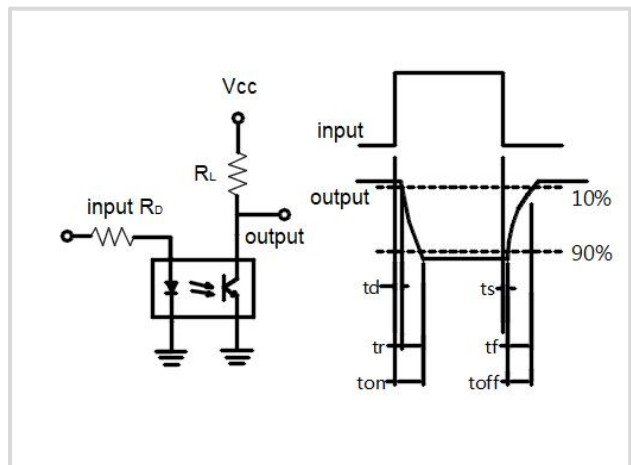 Vcc
RL
input RD
output
input
output
10%
90%
td
ts
tr
tf
ton
toff